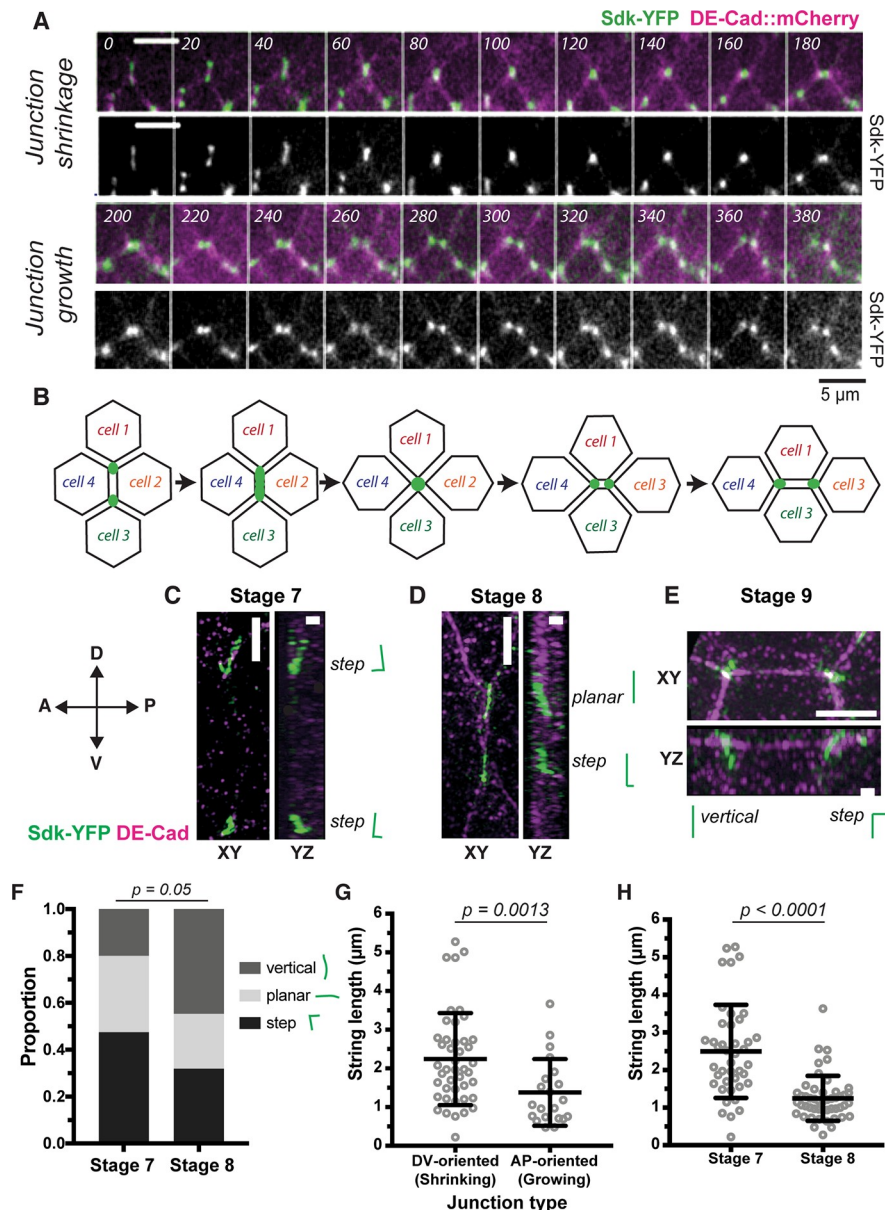 A
Sdk-YFP DE-Cad::mCherry
Junction shrinkage
0 20 40 60 80 100 120 140 160 180
Sdk-YFP
Junction growth
200 220 240 260 280 300 320 340 360 380
Sdk-YFP
5 µm
B
cell 1 cell 1 cell 1 cell 1 cell 1
cell 4 cell 2 cell 4 cell 2 cell 4 cell 2 cell 4 cell 3 cell 4 cell 3
cell 3 cell 3 cell 3 cell 3 cell 3
C Stage 7
D Stage 8
E Stage 9
D
A P
V
Sdk-YFP DE-Cad
step
step
XY YZ
planar
step
XY YZ
XY
YZ
vertical step
F
p = 0.05
Proportion
1.0
0.8
0.6
0.4
0.2
0.0
vertical
planar
step
Stage 7 Stage 8
G
p = 0.0013
String length (µm)
6
5
4
3
2
1
0
DV-oriented AP-oriented
(Shrinking) (Growing)
Junction type
H
p < 0.0001
String length (µm)
6
5
4
3
2
1
0
Stage 7 Stage 8